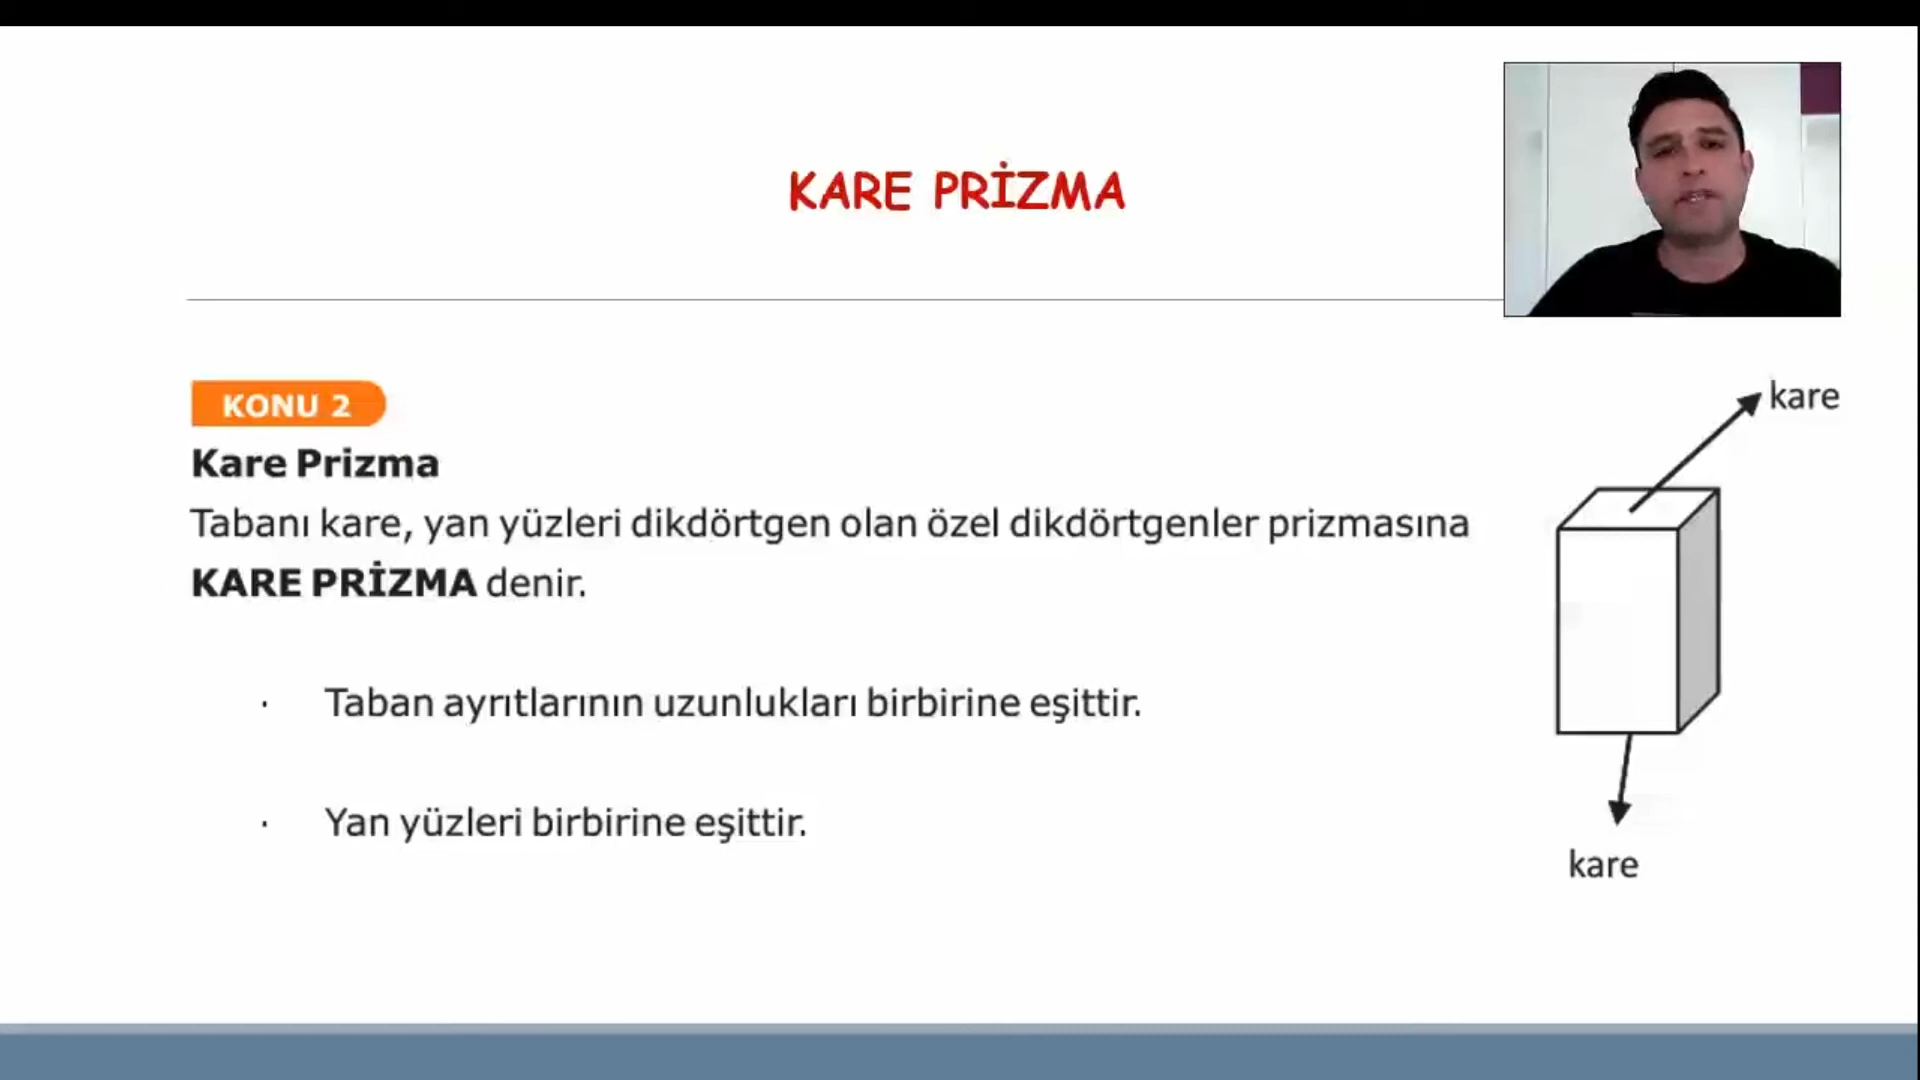 KARE PRİZMA
KONU 2
Kare Prizma
Tabanı kare, yan yüzleri dikdörtgen olan özel dikdörtgenler prizmasına
KARE PRİZMA denir.
· Taban ayrıtlarının uzunlukları birbirine eşittir.
· Yan yüzleri birbirine eşittir.
kare
kare